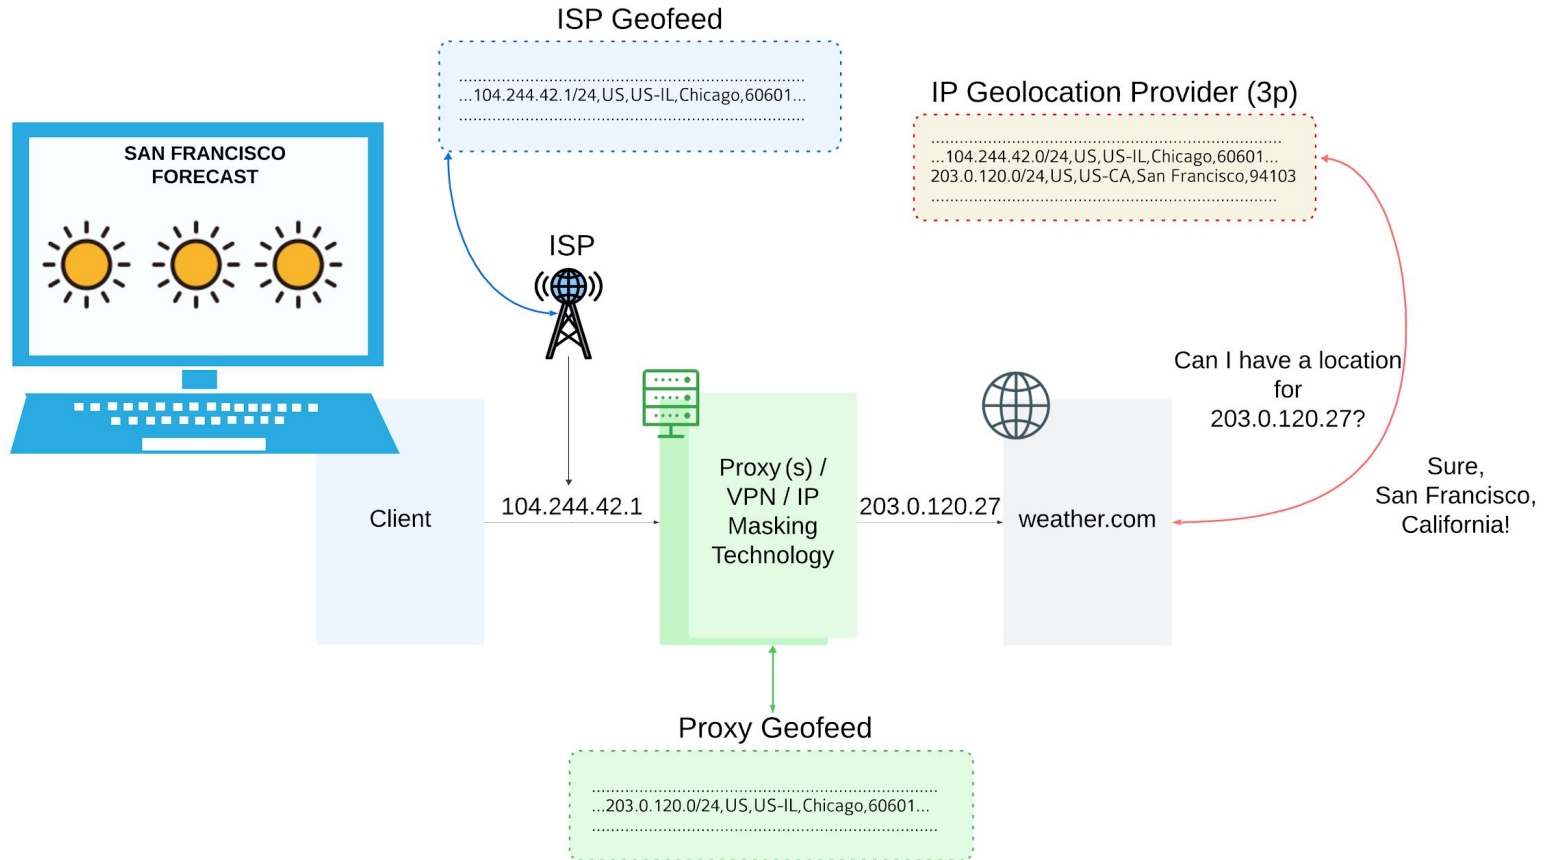 ISP Geofeed
...104.244.42.1/24,US,US-IL,Chicago,60601...
IP Geolocation Provider (3p)
...104.244.42.0/24,US,US-IL,Chicago,60601...
203.0.120.0/24,US,US-CA,San Francisco,94103
SAN FRANCISCO
FORECAST
ISP
Can I have a location
for
203.0.120.27?
Sure,
San Francisco,
California!
Client
104.244.42.1
Proxy (s) /
VPN / IP
Masking
Technology
203.0.120.27
weather.com
Proxy Geofeed
...203.0.120.0/24,US,US-IL,Chicago,60601...